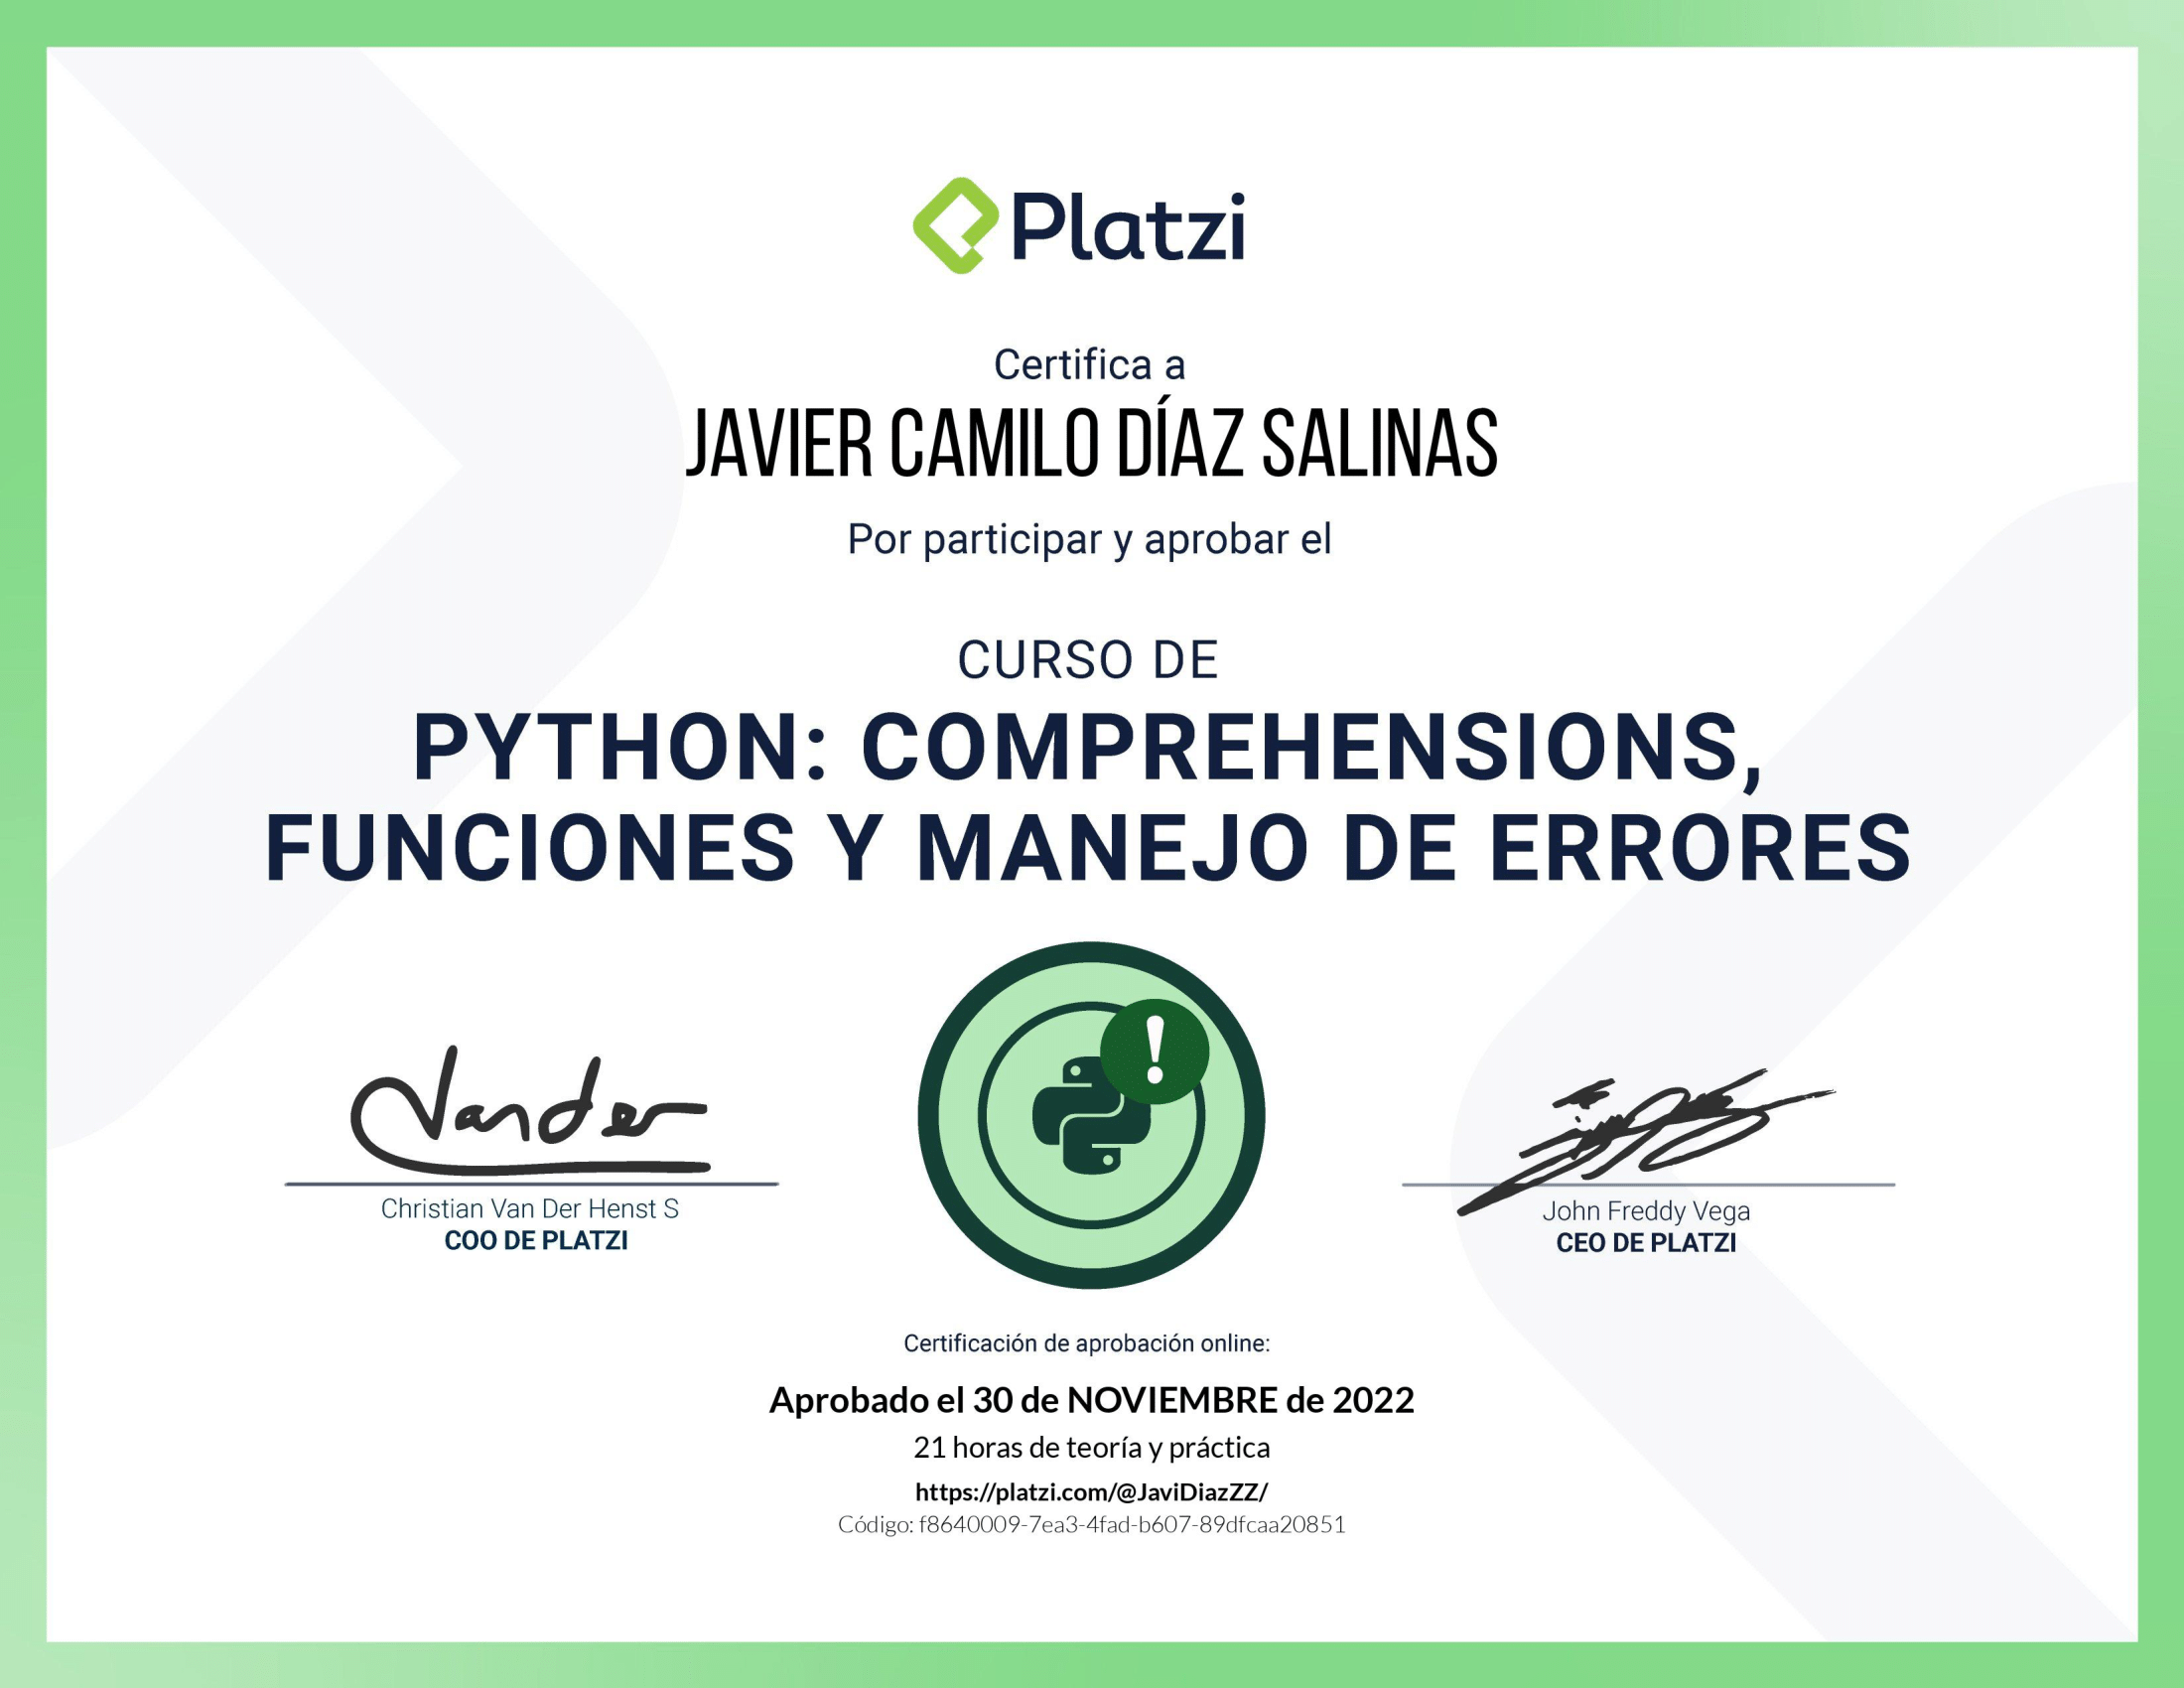 Platzi
Certifica a
JAVIER CAMILO DÍAZ SALINAS
Por participar y aprobar el
CURSO DE
PYTHON: COMPREHENSIONS,
FUNCIONES Y MANEJO DE ERRORES
!
Vander
Christian Van Der Henst S
COO DE PLATZI
John Freddy Vega
CEO DE PLATZI
Certificación de aprobación online:
Aprobado el 30 de NOVIEMBRE de 2022
21 horas de teoría y práctica
https://platzi.com/@JaviDiazZZ/
Código: f8640009-7ea3-4fad-b607-89dfcaa20851